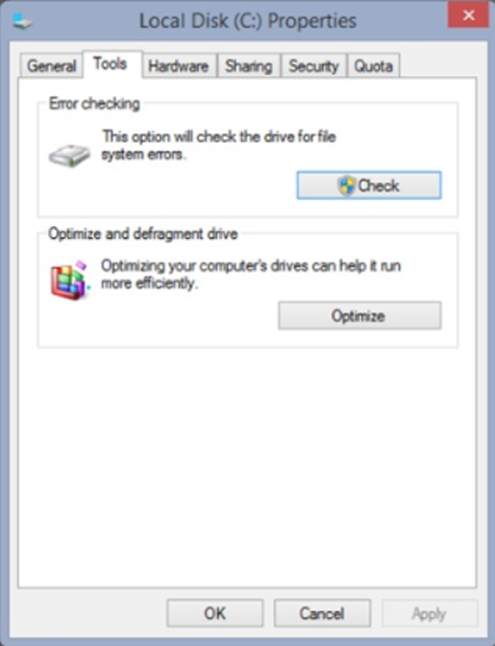 Local Disk (C:) Properties
General Tools Hardware Sharing Security Quota
Error checking
This option will check the drive for file
system errors.
Check
Optimize and defragment drive
Optimizing your computer's drives can help it run
more efficiently.
Optimize
OK Cancel Apply